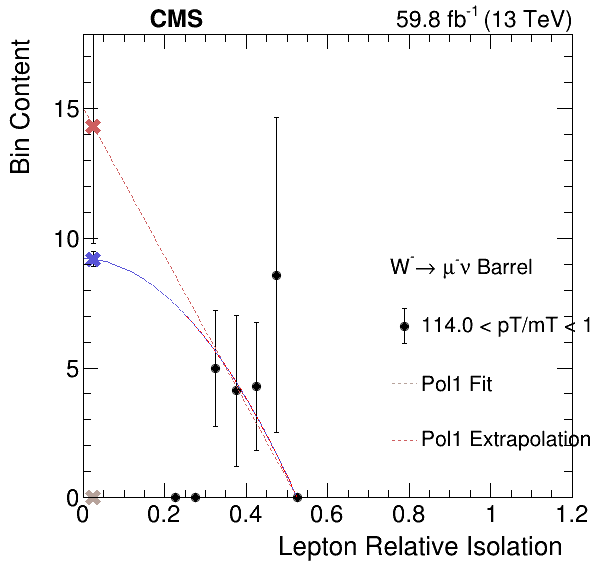 CMS
59.8 fb⁻¹ (13 TeV)
Bin Content
15
10
5
0
W⁻→ μ⁻ν Barrel
114.0 < pT/mT < 1
Pol1 Fit
Pol1 Extrapolation
0 0.2 0.4 0.6 0.8 1 1.2
Lepton Relative Isolation